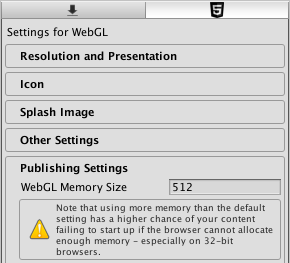 Settings for WebGL
Resolution and Presentation
Icon
Splash Image
Other Settings
Publishing Settings
WebGL Memory Size 512
Note that using more memory than the default
setting has a higher chance of your content
failing to start up if the browser cannot allocate
enough memory - especially on 32-bit
browsers.